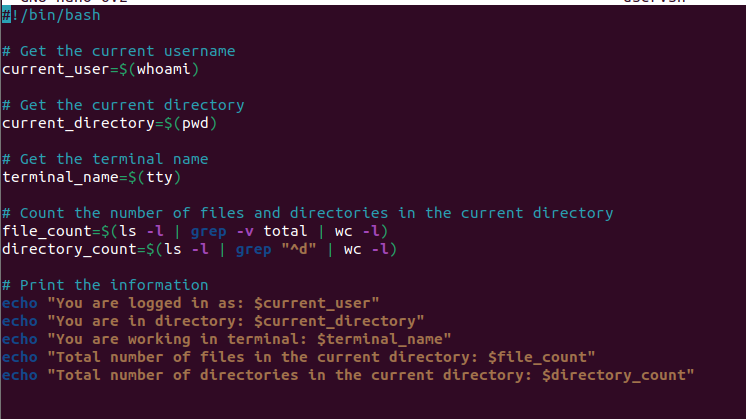 #!/bin/bash
# Get the current username
current_user=$(whoami)
# Get the current directory
current_directory=$(pwd)
# Get the terminal name
terminal_name=$(tty)
# Count the number of files and directories in the current directory
file_count=$(ls -l | grep -v total | wc -l)
directory_count=$(ls -l | grep "^d" | wc -l)
# Print the information
echo "You are logged in as: $current_user"
echo "You are in directory: $current_directory"
echo "You are working in terminal: $terminal_name"
echo "Total number of files in the current directory: $file_count"
echo "Total number of directories in the current directory: $directory_count"